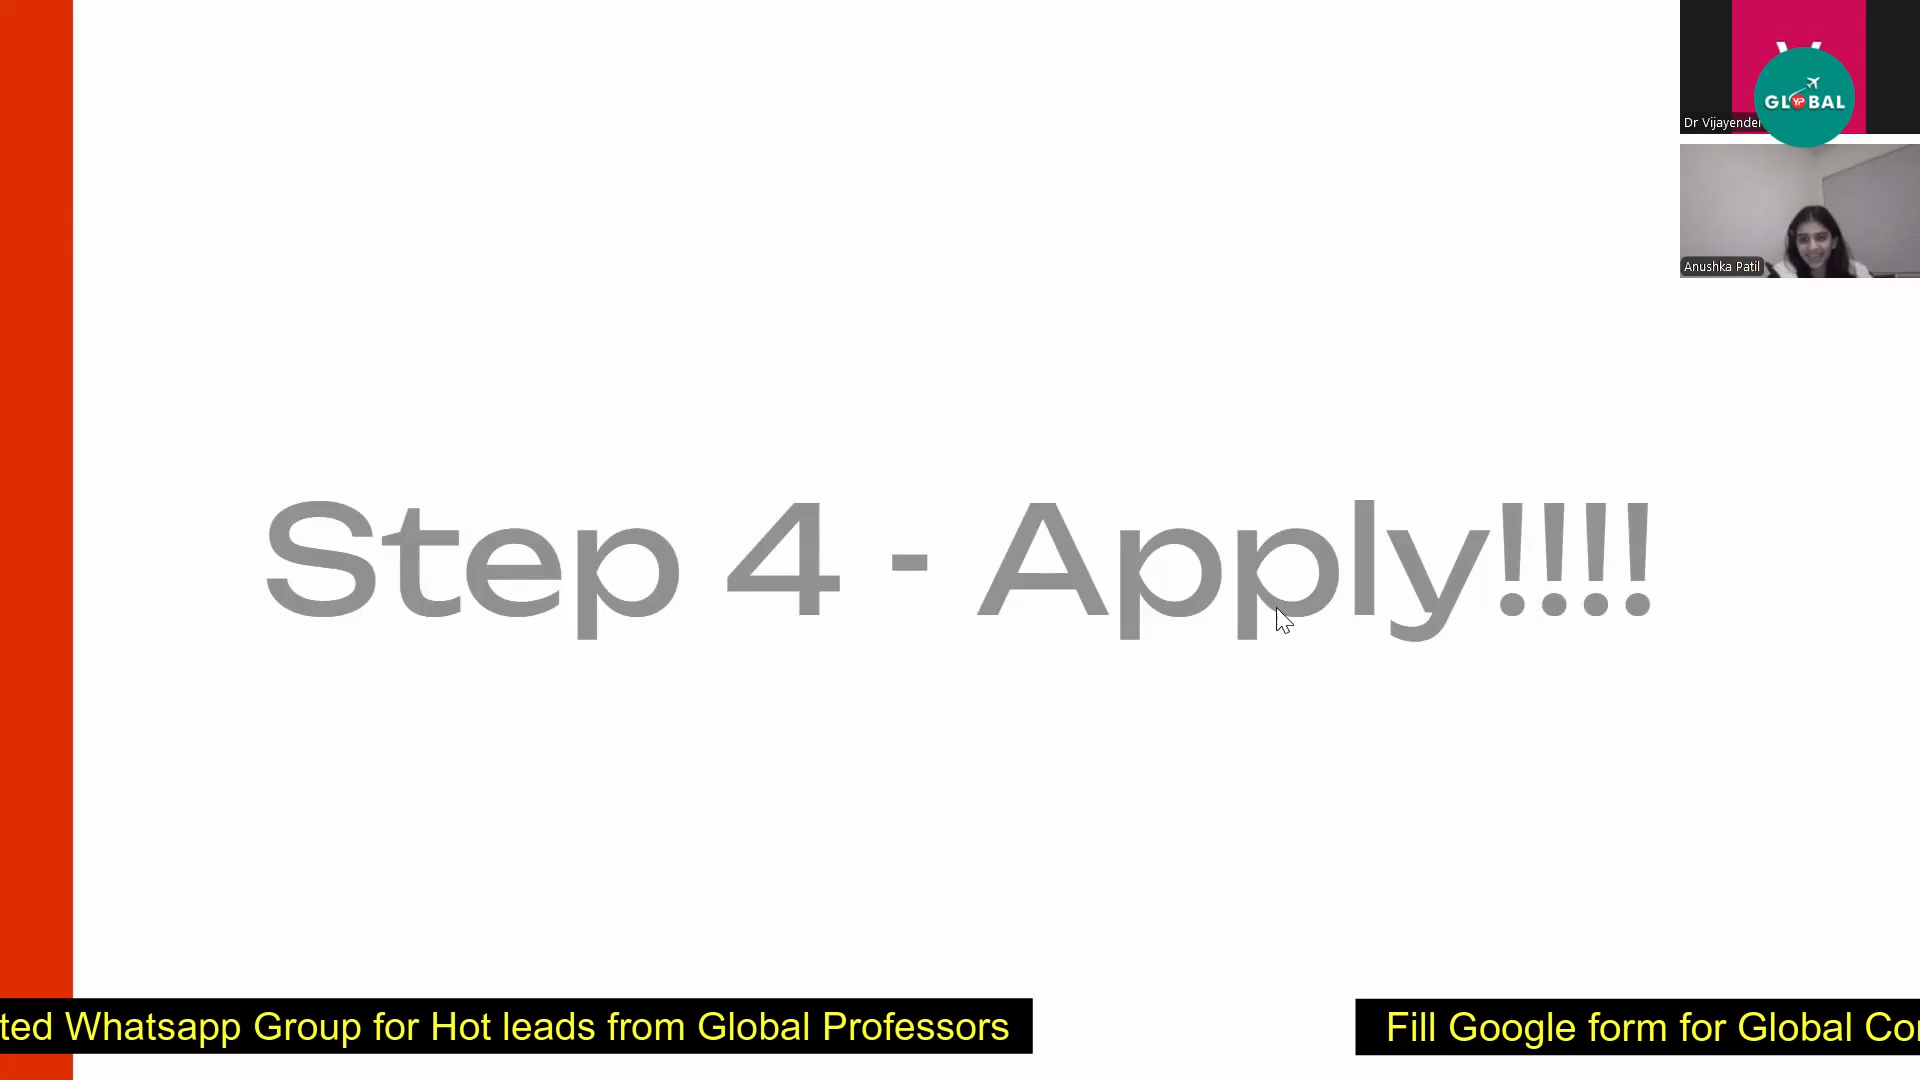 GLOBAL
YP
Dr Vijayender
Anushka Patil
Step 4 - Apply!!!!
ted Whatsapp Group for Hot leads from Global Professors
Fill Google form for Global Co